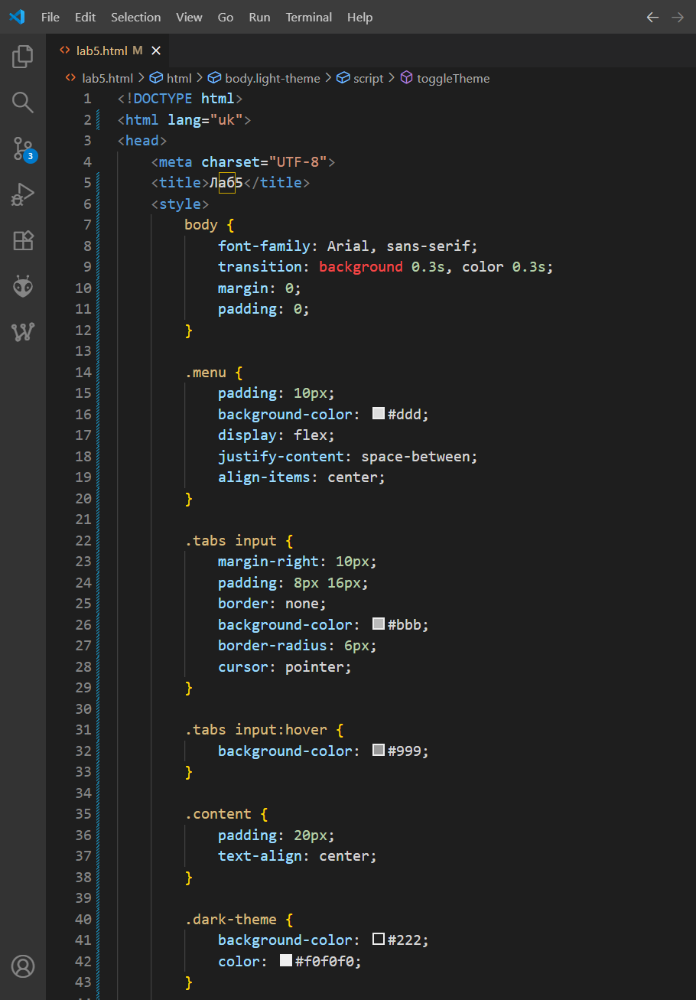 File Edit Selection View Go Run Terminal Help
lab5.html M
lab5.html > html > body.light-theme > script > toggleTheme
1 <!DOCTYPE html>
2 <html lang="uk">
3 <head>
4     <meta charset="UTF-8">
5     <title>Лаб5</title>
6     <style>
7         body {
8             font-family: Arial, sans-serif;
9             transition: background 0.3s, color 0.3s;
10             margin: 0;
11             padding: 0;
12         }
13
14         .menu {
15             padding: 10px;
16             background-color: #ddd;
17             display: flex;
18             justify-content: space-between;
19             align-items: center;
20         }
21
22         .tabs input {
23             margin-right: 10px;
24             padding: 8px 16px;
25             border: none;
26             background-color: #bbb;
27             border-radius: 6px;
28             cursor: pointer;
29         }
30
31         .tabs input:hover {
32             background-color: #999;
33         }
34
35         .content {
36             padding: 20px;
37             text-align: center;
38         }
39
40         .dark-theme {
41             background-color: #222;
42             color: #f0f0f0;
43         }
3